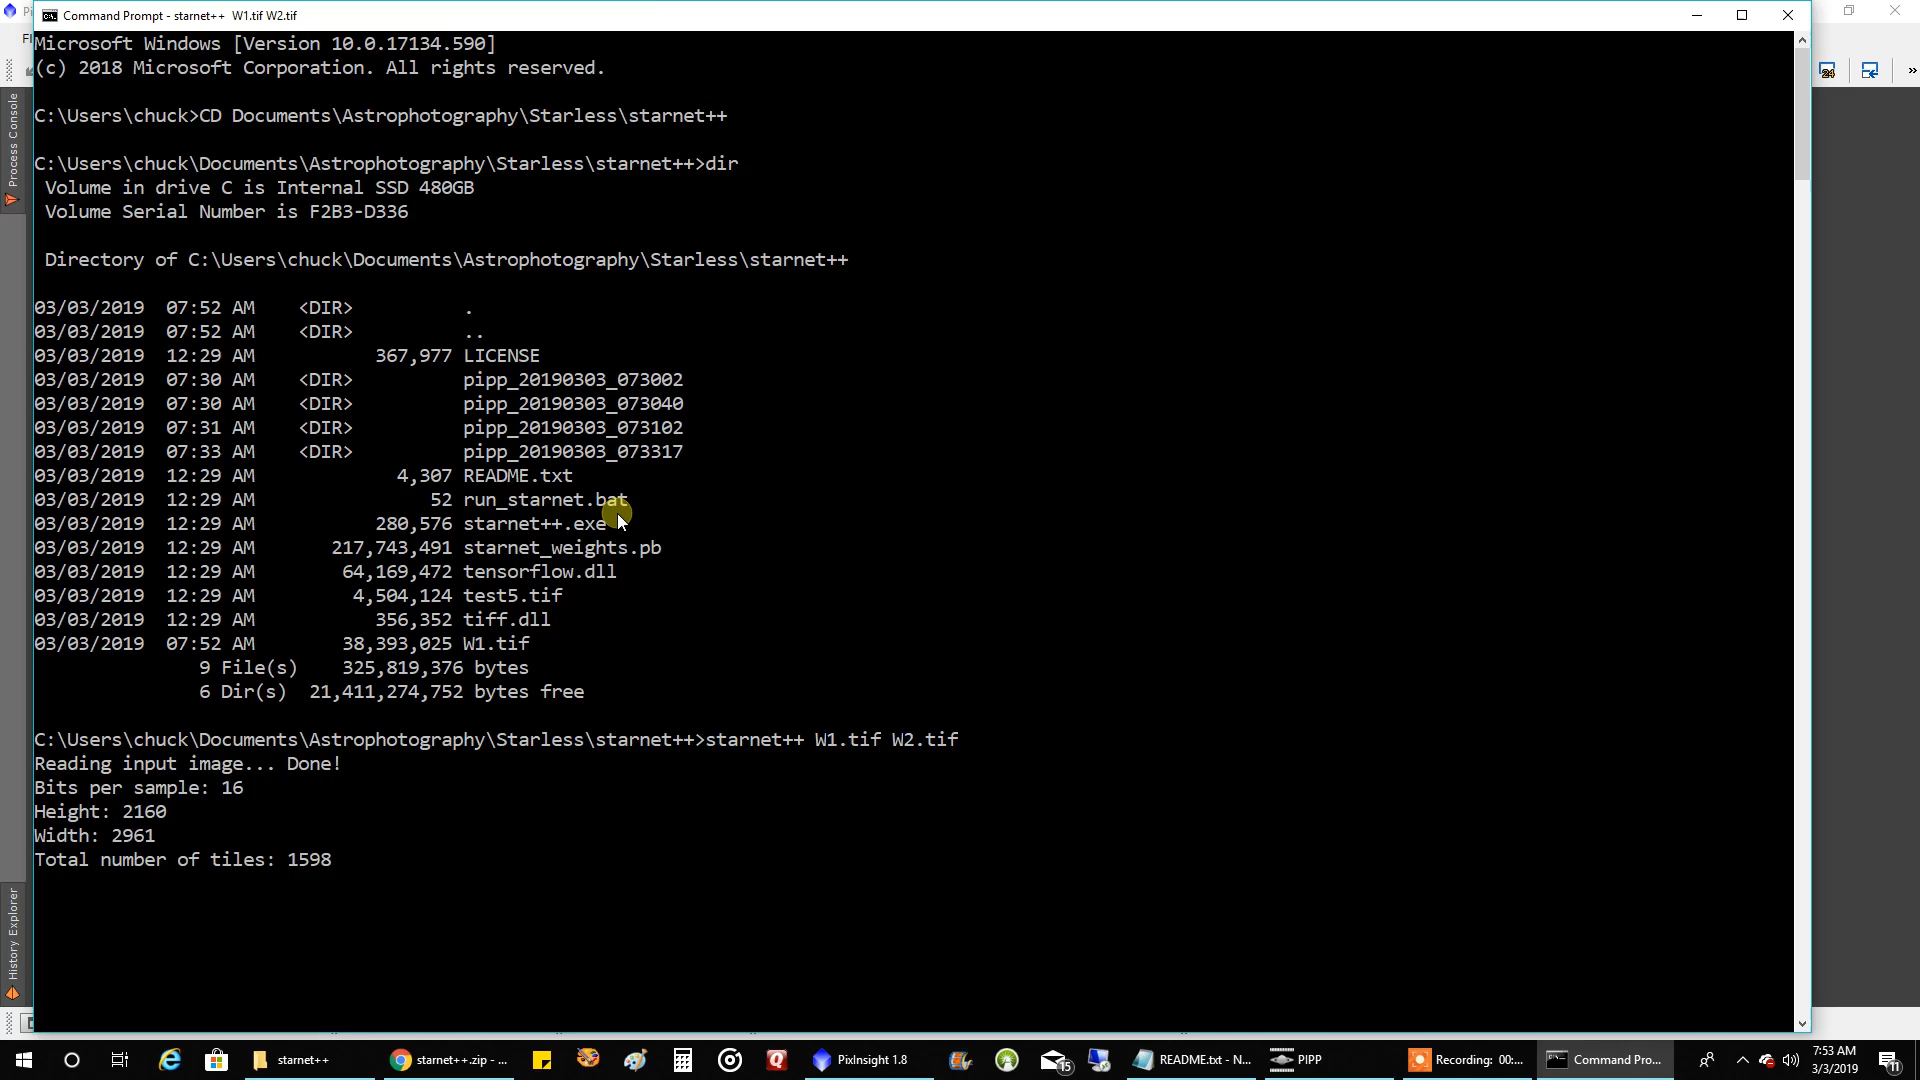 Command Prompt - starnet++  W1.tif W2.tif
Microsoft Windows [Version 10.0.17134.590]
(c) 2018 Microsoft Corporation. All rights reserved.
C:\Users\chuck>CD Documents\Astrophotography\Starless\starnet++
C:\Users\chuck\Documents\Astrophotography\Starless\starnet++>dir
Volume in drive C is Internal SSD 480GB
Volume Serial Number is F2B3-D336
Directory of C:\Users\chuck\Documents\Astrophotography\Starless\starnet++
03/03/2019  07:52 AM    <DIR>          .
03/03/2019  07:52 AM    <DIR>          ..
03/03/2019  12:29 AM           367,977 LICENSE
03/03/2019  07:30 AM    <DIR>          pipp_20190303_073002
03/03/2019  07:30 AM    <DIR>          pipp_20190303_073040
03/03/2019  07:31 AM    <DIR>          pipp_20190303_073102
03/03/2019  07:33 AM    <DIR>          pipp_20190303_073317
03/03/2019  12:29 AM             4,307 README.txt
03/03/2019  12:29 AM                52 run_starnet.bat
03/03/2019  12:29 AM           280,576 starnet++.exe
03/03/2019  12:29 AM       217,743,491 starnet_weights.pb
03/03/2019  12:29 AM        64,169,472 tensorflow.dll
03/03/2019  12:29 AM         4,504,124 test5.tif
03/03/2019  12:29 AM           356,352 tiff.dll
03/03/2019  07:52 AM        38,393,025 W1.tif
9 File(s)    325,819,376 bytes
6 Dir(s)  21,411,274,752 bytes free
C:\Users\chuck\Documents\Astrophotography\Starless\starnet++>starnet++ W1.tif W2.tif
Reading input image... Done!
Bits per sample: 16
Height: 2160
Width: 2961
Total number of tiles: 1598
Process Console
History Explorer
24
starnet++
starnet++.zip - ...
PixInsight 1.8
15
README.txt - N...
PIPP
Recording: 00:...
Command Pro...
7:53 AM
3/3/2019
11